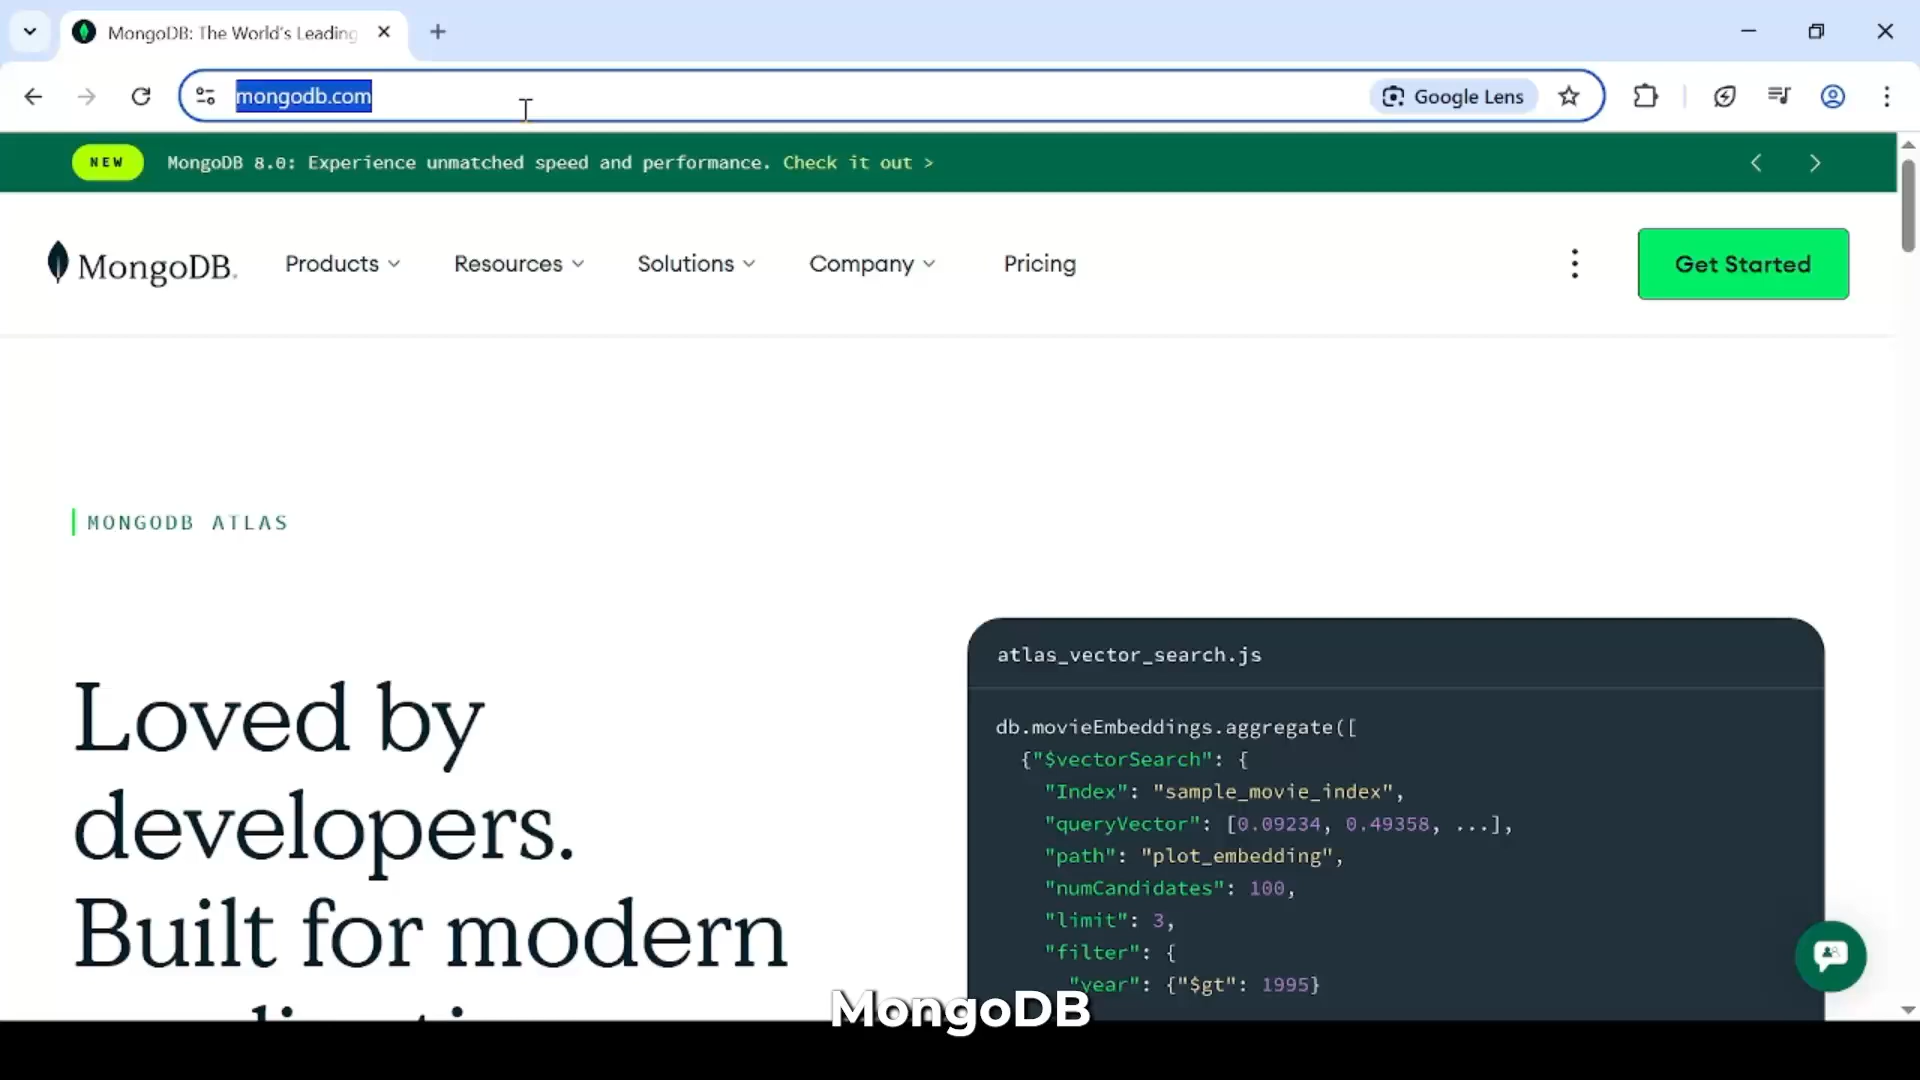 MongoDB: The World's Leading
mongodb.com
Google Lens
NEW
MongoDB 8.0: Experience unmatched speed and performance. Check it out >
MongoDB.
Products
Resources
Solutions
Company
Pricing
Get Started
MONGODB ATLAS
Loved by
developers.
Built for modern
atlas_vector_search.js
db.movieEmbeddings.aggregate([
{"$vectorSearch": {
"Index": "sample_movie_index",
"queryVector": [0.09234, 0.49358, ...],
"path": "plot_embedding",
"numCandidates": 100,
"limit": 3,
"filter": {
"year": {"$gt": 1995}
MongoDB